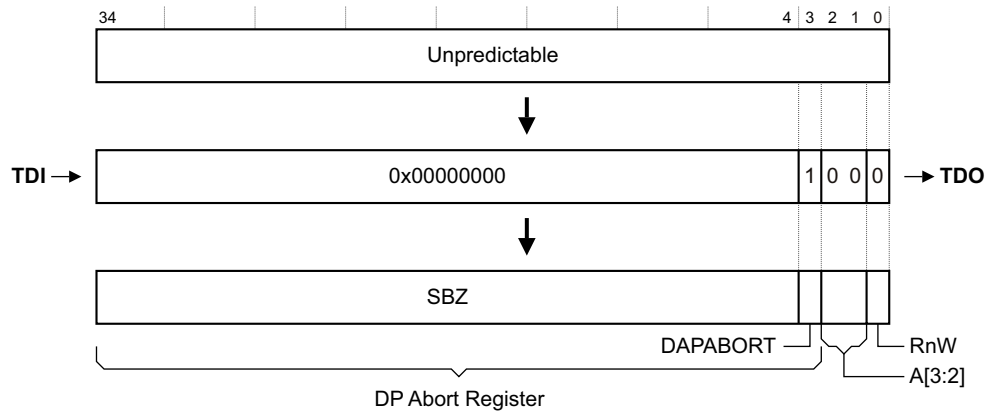 34 4 3 2 1 0
Unpredictable
TDI 0x00000000 1 0 0 0 TDO
SBZ
DAPABORT RnW
A[3:2]
DP Abort Register